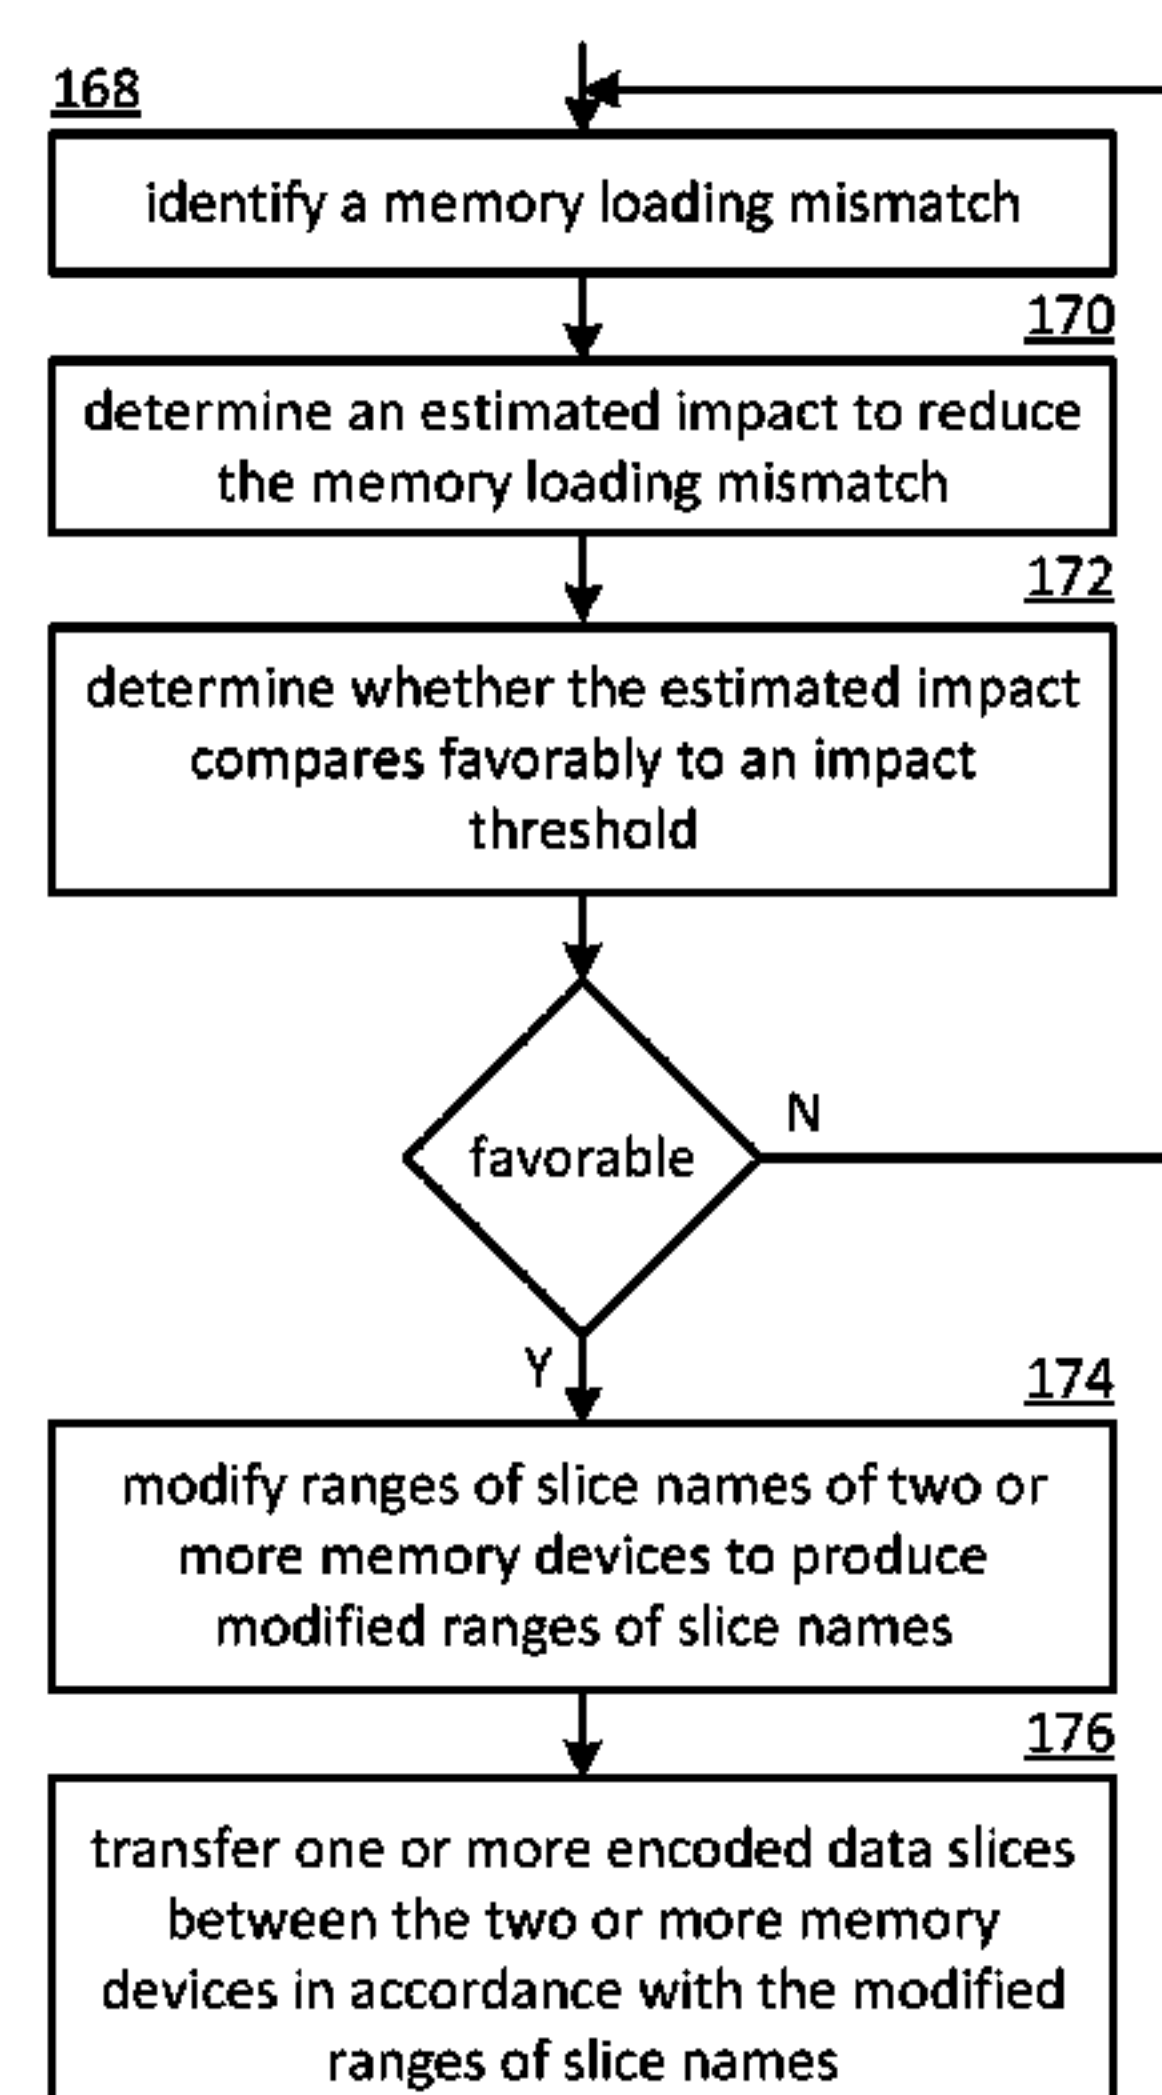 168
identify a memory loading mismatch
170
determine an estimated impact to reduce
the memory loading mismatch
172
determine whether the estimated impact
compares favorably to an impact
threshold
favorable
N
Y
174
modify ranges of slice names of two or
more memory devices to produce
modified ranges of slice names
176
transfer one or more encoded data slices
between the two or more memory
devices in accordance with the modified
ranges of slice names